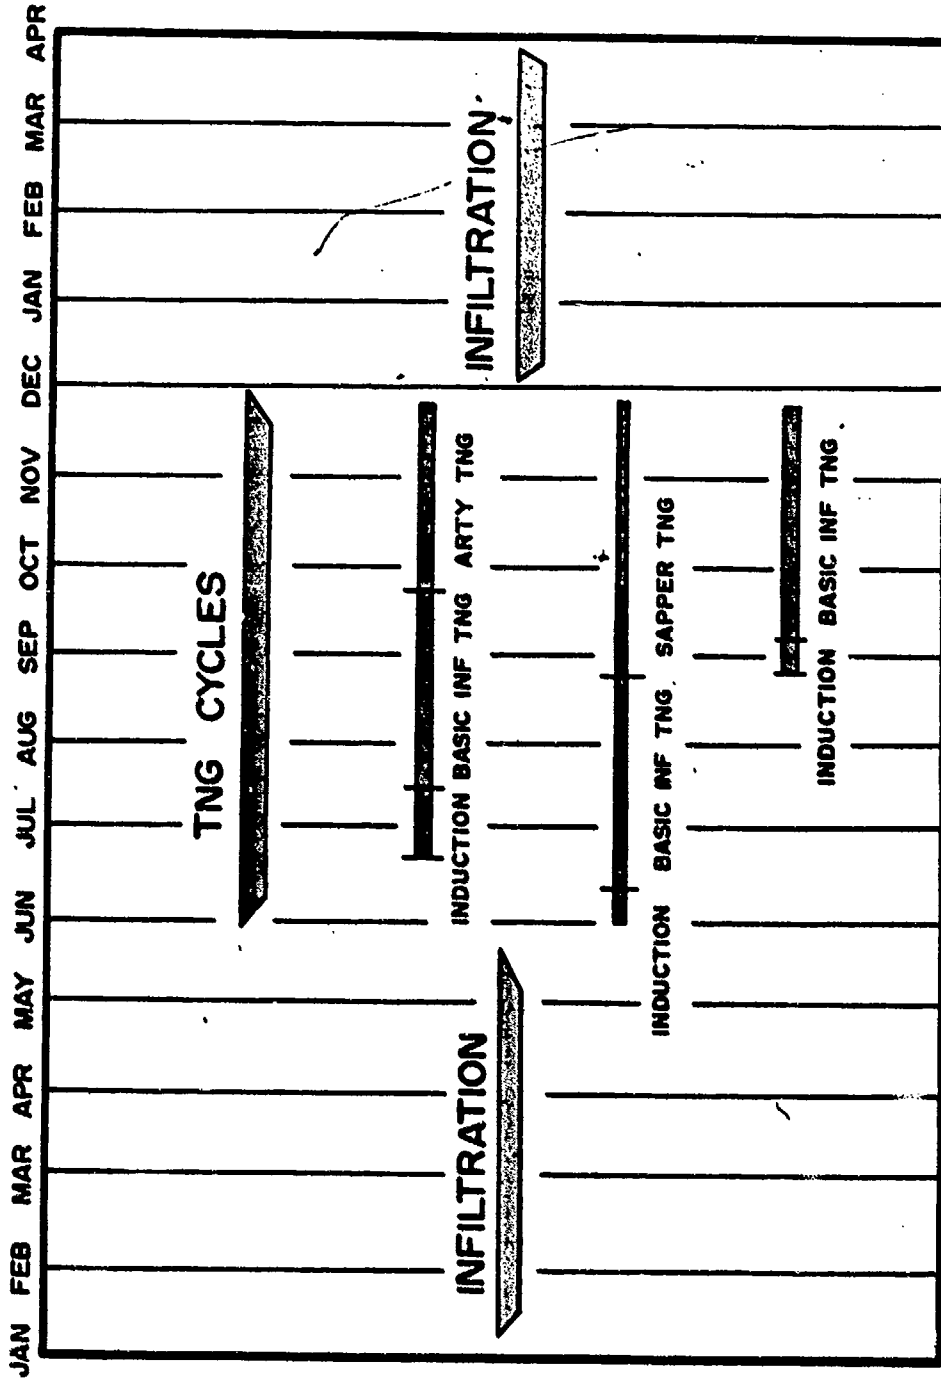 JAN FEB MAR APR MAY JUN JUL AUG SEP OCT NOV DEC JAN FEB MAR APR
TNG CYCLES
INFILTRATION
INFILTRATION
INDUCTION BASIC INF TNG ARTY TNG
INDUCTION BASIC INF TNG SAPPER TNG
INDUCTION BASIC INF TNG